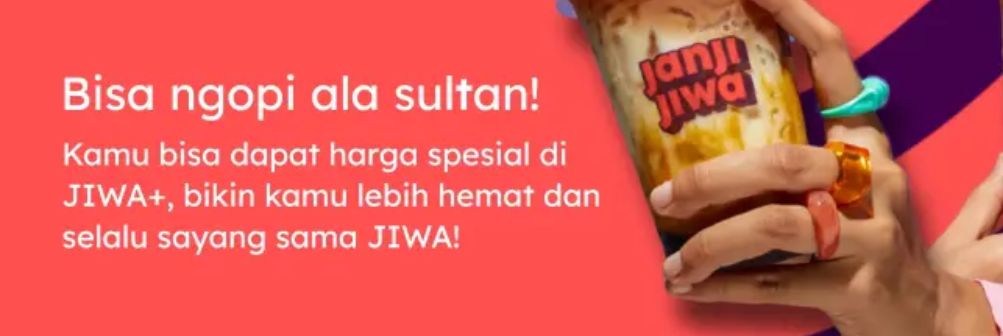 Bisa ngopi ala sultan!
Kamu bisa dapat harga spesial di
JIWA+, bikin kamu lebih hemat dan
selalu sayang sama JIWA!
janji
jiwa